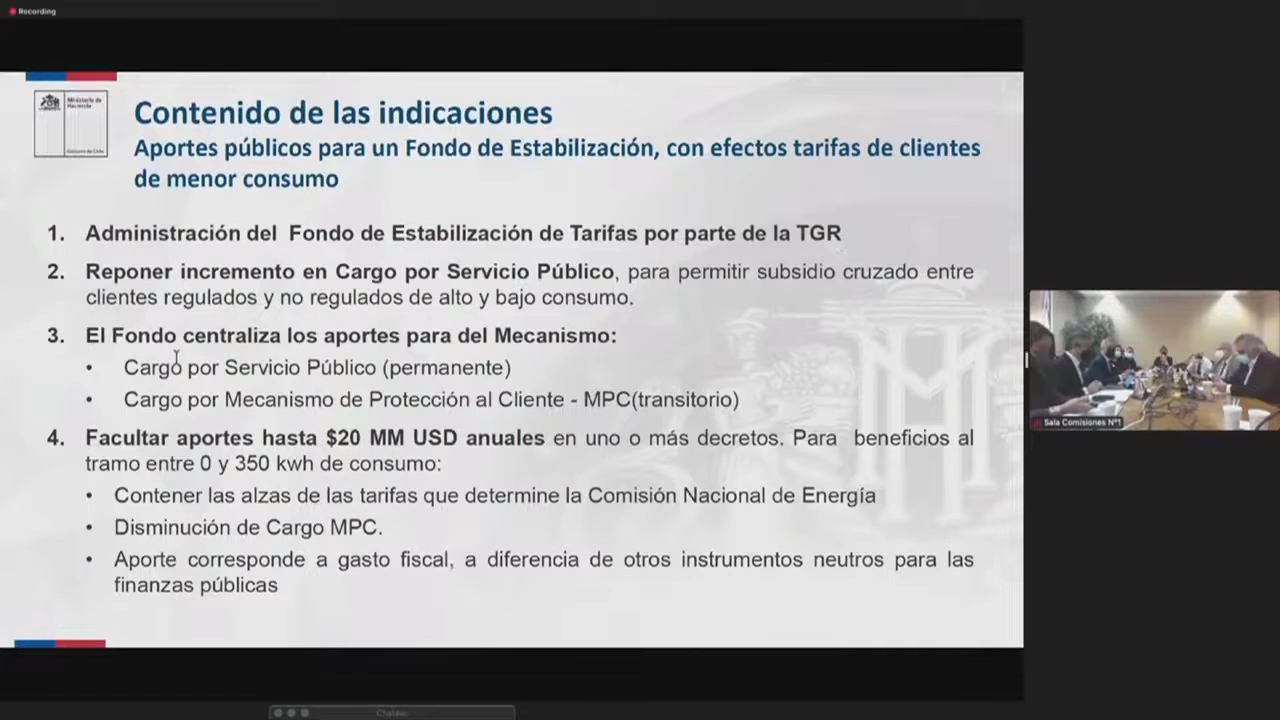 Recording
Ministerio de
Hacienda
Gobierno de Chile
Contenido de las indicaciones
Aportes públicos para un Fondo de Estabilización, con efectos tarifas de clientes
de menor consumo
1. Administración del Fondo de Estabilización de Tarifas por parte de la TGR
2. Reponer incremento en Cargo por Servicio Público, para permitir subsidio cruzado entre
clientes regulados y no regulados de alto y bajo consumo.
3. El Fondo centraliza los aportes para del Mecanismo:
• Cargo por Servicio Público (permanente)
• Cargo por Mecanismo de Protección al Cliente - MPC(transitorio)
4. Facultar aportes hasta $20 MM USD anuales en uno o más decretos. Para beneficios al
tramo entre 0 y 350 kwh de consumo:
• Contener las alzas de las tarifas que determine la Comisión Nacional de Energía
• Disminución de Cargo MPC.
• Aporte corresponde a gasto fiscal, a diferencia de otros instrumentos neutros para las
finanzas públicas
Sala Comisiones N°1